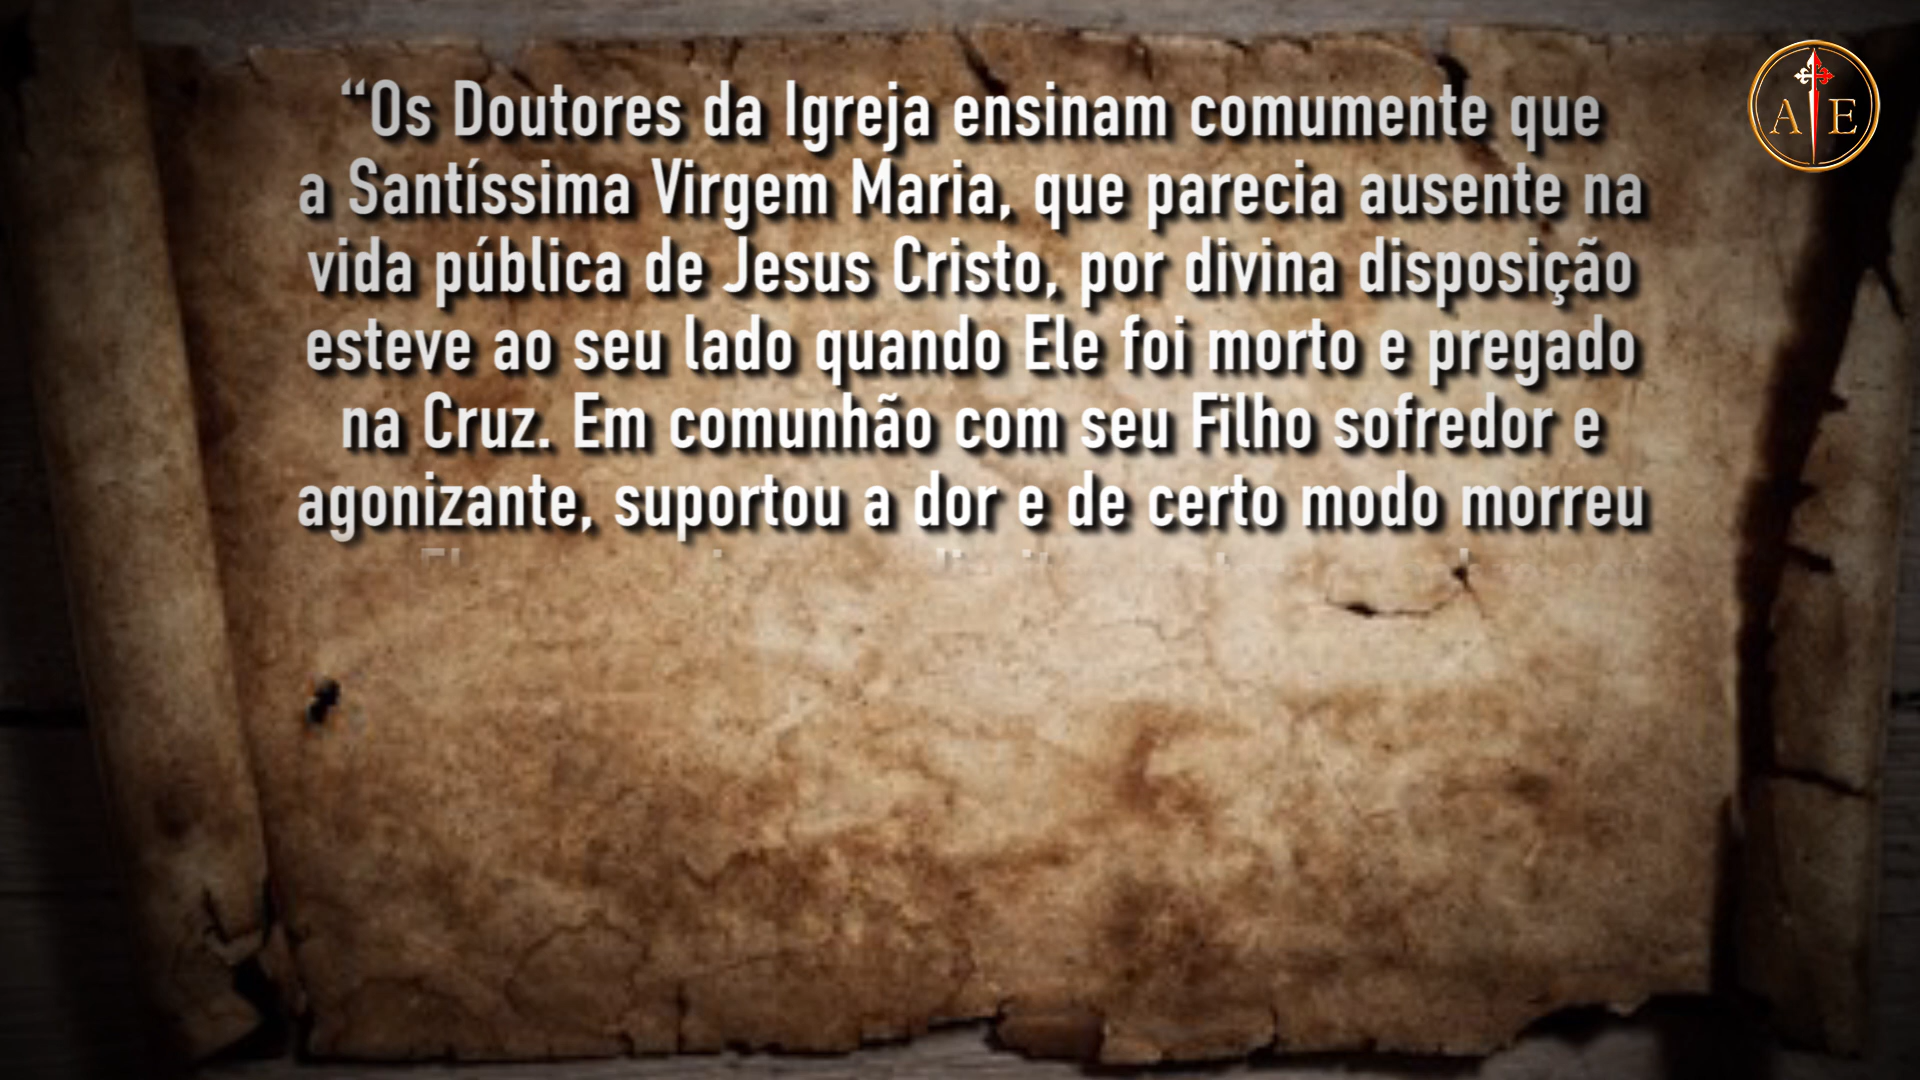 “Os Doutores da Igreja ensinam comumente que
a Santíssima Virgem Maria, que parecia ausente na
vida pública de Jesus Cristo, por divina disposição
esteve ao seu lado quando Ele foi morto e pregado
na Cruz. Em comunhão com seu Filho sofredor e
agonizante, suportou a dor e de certo modo morreu
A E